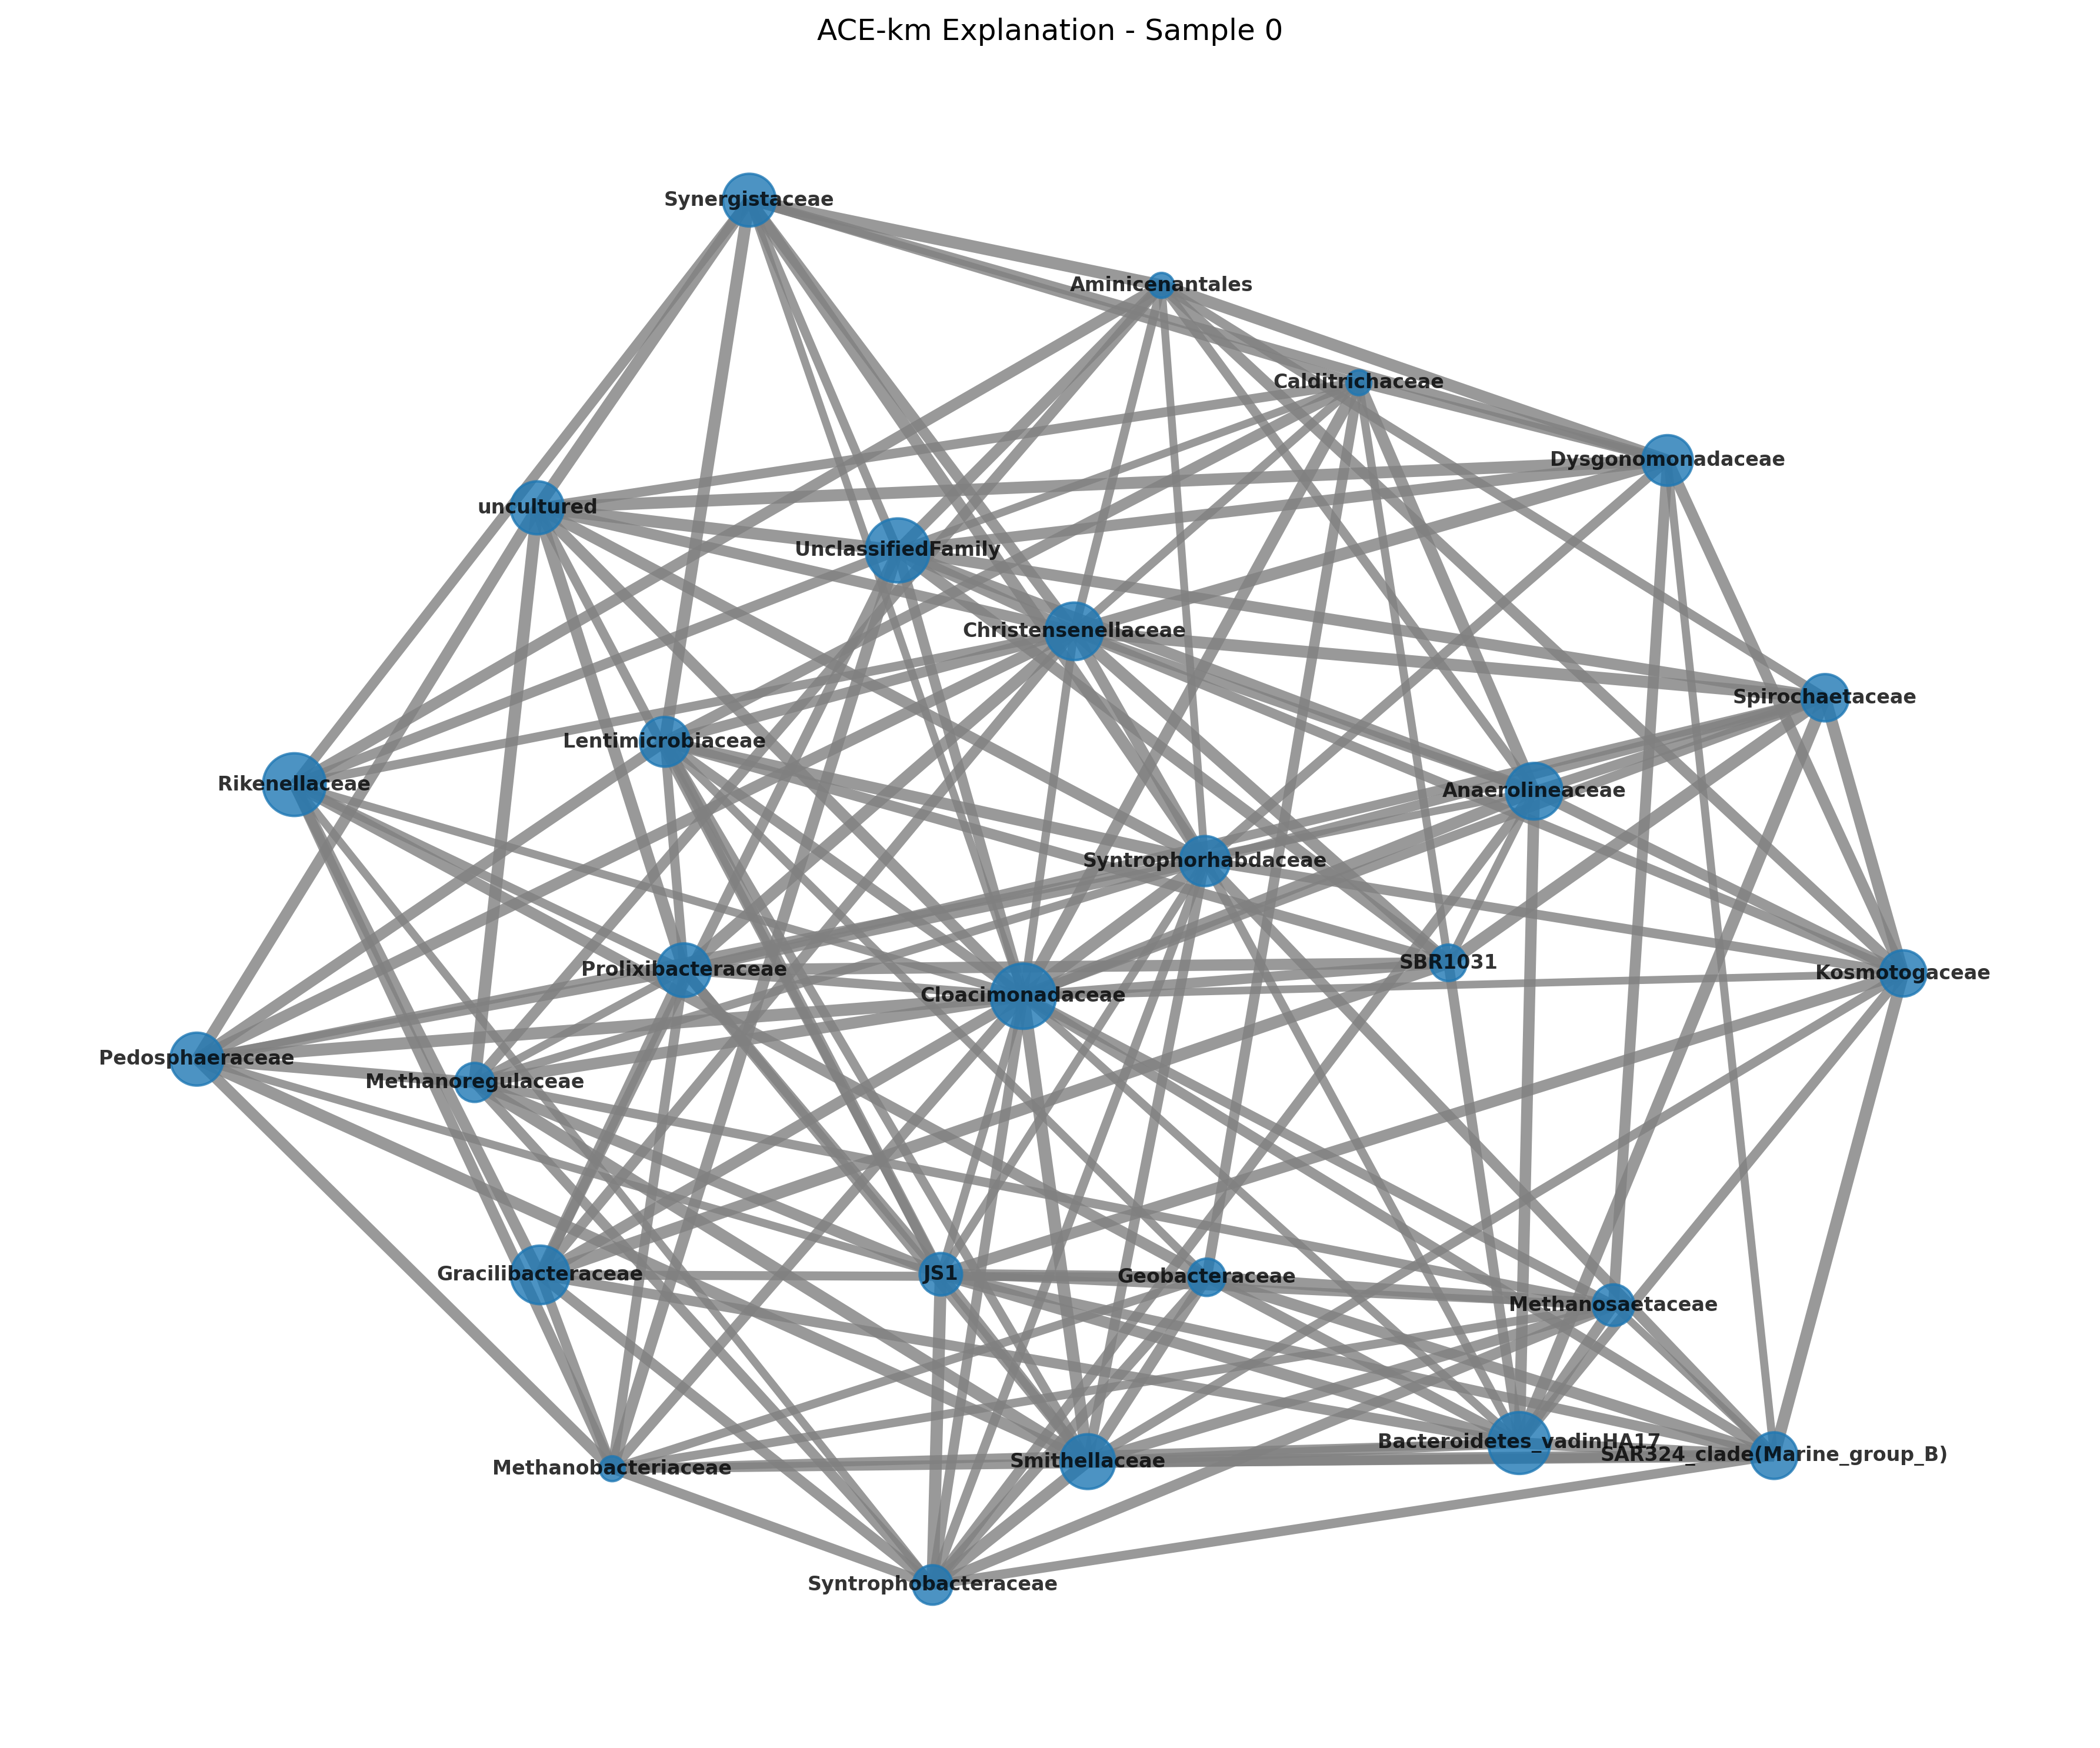 ACE-km Explanation - Sample 0
Synergistaceae
Aminicenantales
Calditrichaceae
Dysgonomonadaceae
uncultured
UnclassifiedFamily
Christensenellaceae
Spirochaetaceae
Lentimicrobiaceae
Rikenellaceae
Anaerolineaceae
Syntrophorhabdaceae
SBR1031
Prolixibacteraceae
Kosmotogaceae
Cloacimonadaceae
Pedosphaeraceae
Methanoregulaceae
Gracilibacteraceae
JS1
Geobacteraceae
Methanosaetaceae
Bacteroidetes_vadinHA17
SAR324_clade(Marine_group_B)
Smithellaceae
Methanobacteriaceae
Syntrophobacteraceae